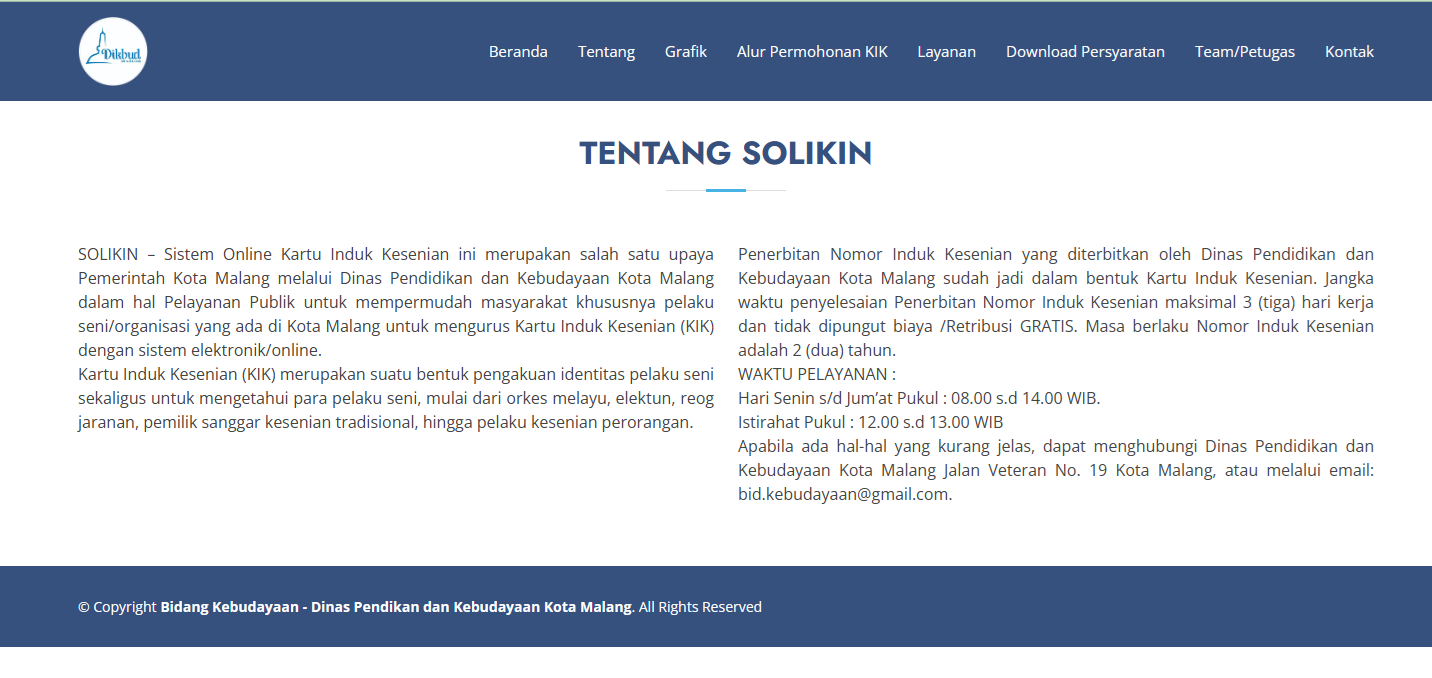 Dikbud
Beranda Tentang Grafik Alur Permohonan KIK Layanan Download Persyaratan Team/Petugas Kontak
TENTANG SOLIKIN
SOLIKIN – Sistem Online Kartu Induk Kesenian ini merupakan salah satu upaya
Pemerintah Kota Malang melalui Dinas Pendidikan dan Kebudayaan Kota Malang
dalam hal Pelayanan Publik untuk mempermudah masyarakat khususnya pelaku
seni/organisasi yang ada di Kota Malang untuk mengurus Kartu Induk Kesenian (KIK)
dengan sistem elektronik/online.
Kartu Induk Kesenian (KIK) merupakan suatu bentuk pengakuan identitas pelaku seni
sekaligus untuk mengetahui para pelaku seni, mulai dari orkes melayu, elektun, reog
jaranan, pemilik sanggar kesenian tradisional, hingga pelaku kesenian perorangan.
Penerbitan Nomor Induk Kesenian yang diterbitkan oleh Dinas Pendidikan dan
Kebudayaan Kota Malang sudah jadi dalam bentuk Kartu Induk Kesenian. Jangka
waktu penyelesaian Penerbitan Nomor Induk Kesenian maksimal 3 (tiga) hari kerja
dan tidak dipungut biaya /Retribusi GRATIS. Masa berlaku Nomor Induk Kesenian
adalah 2 (dua) tahun.
WAKTU PELAYANAN :
Hari Senin s/d Jum’at Pukul : 08.00 s.d 14.00 WIB.
Istirahat Pukul : 12.00 s.d 13.00 WIB
Apabila ada hal-hal yang kurang jelas, dapat menghubungi Dinas Pendidikan dan
Kebudayaan Kota Malang Jalan Veteran No. 19 Kota Malang, atau melalui email:
bid.kebudayaan@gmail.com.
© Copyright Bidang Kebudayaan - Dinas Pendikan dan Kebudayaan Kota Malang. All Rights Reserved